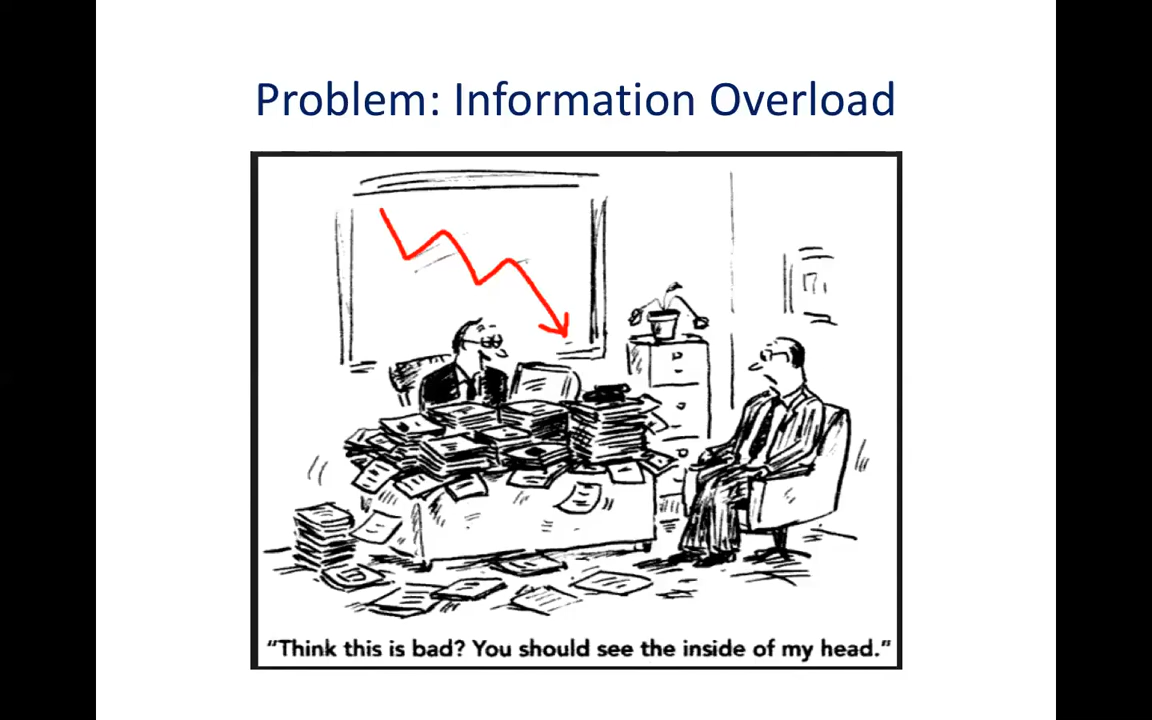 Problem: Information Overload
“Think this is bad? You should see the inside of my head.”